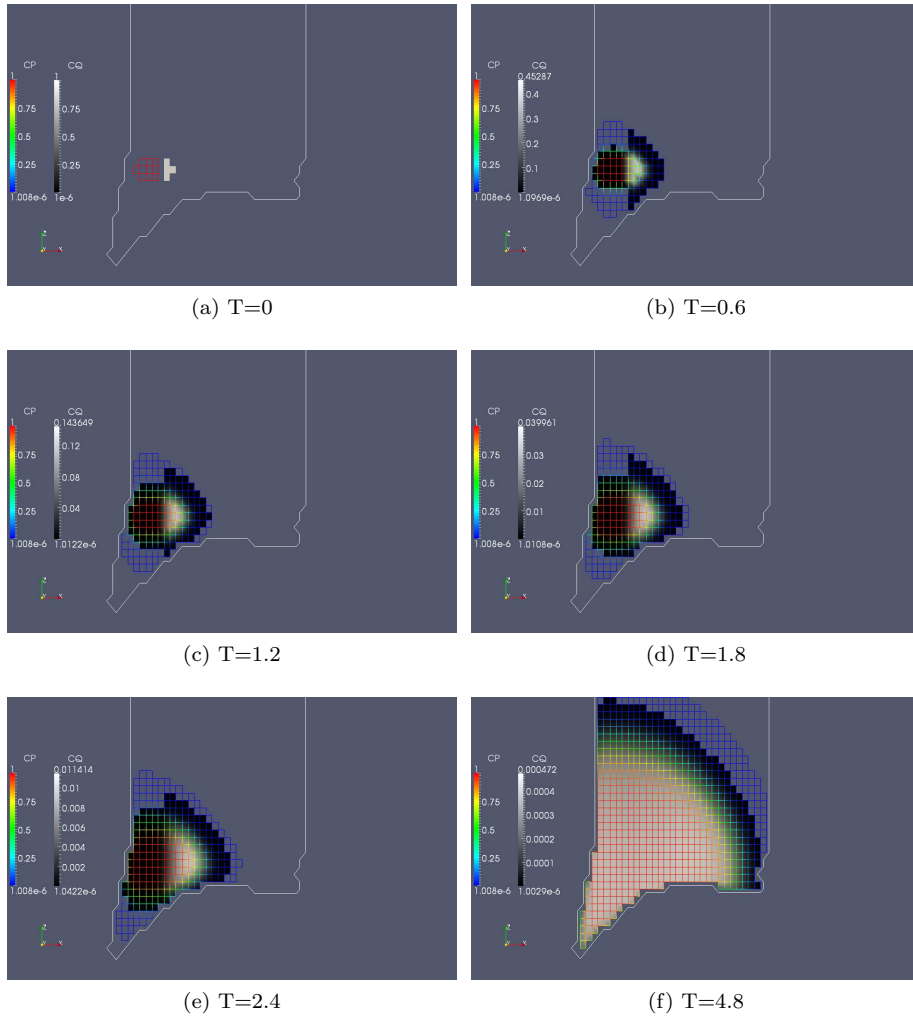 CP CQ
1 1
0.75 0.75
0.5 0.5
0.25 0.25
1.008e-6 1e-6
Z
Y X
(a) T=0
CP CQ
1 0.45287
0.75 0.4
0.5 0.3
0.2
0.25 0.1
1.008e-6 1.0969e-6
Z
Y X
(b) T=0.6
CP CQ
1 0.143649
0.75 0.12
0.5 0.08
0.25 0.04
1.008e-6 1.0122e-6
Z
Y X
(c) T=1.2
CP CQ
1 0.039961
0.75 0.03
0.5 0.02
0.25 0.01
1.008e-6 1.0108e-6
Z
Y X
(d) T=1.8
CP CQ
1 0.011414
0.75 0.01
0.008
0.5 0.006
0.004
0.25 0.002
1.008e-6 1.0422e-6
Z
Y X
(e) T=2.4
CP CQ
1 0.000472
0.75 0.0004
0.0003
0.5 0.0002
0.25 0.0001
1.008e-6 1.0029e-6
Z
Y X
(f) T=4.8